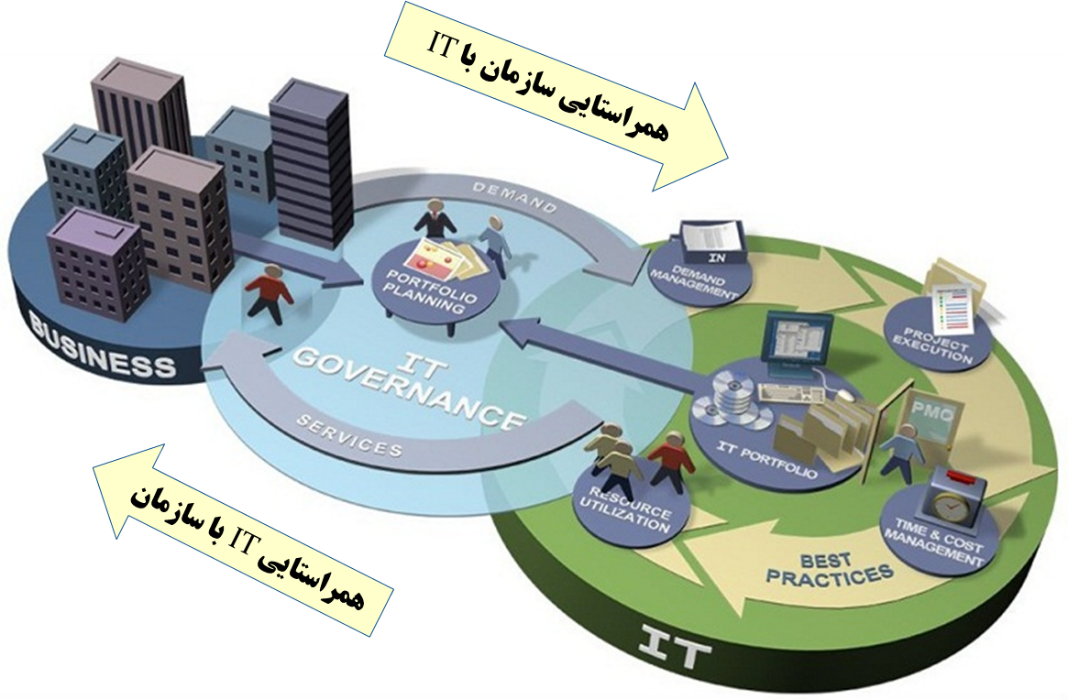 همراستایی سازمان با IT
DEMAND
IN
DEMAND
MANAGEMENT
PORTFOLIO
PLANNING
PROJECT
EXECUTION
BUSINESS
IT
GOVERNANCE
PMO
SERVICES
IT PORTFOLIO
RESOURCE
UTILIZATION
TIME & COST
MANAGEMENT
BEST
PRACTICES
همراستایی IT با سازمان
IT